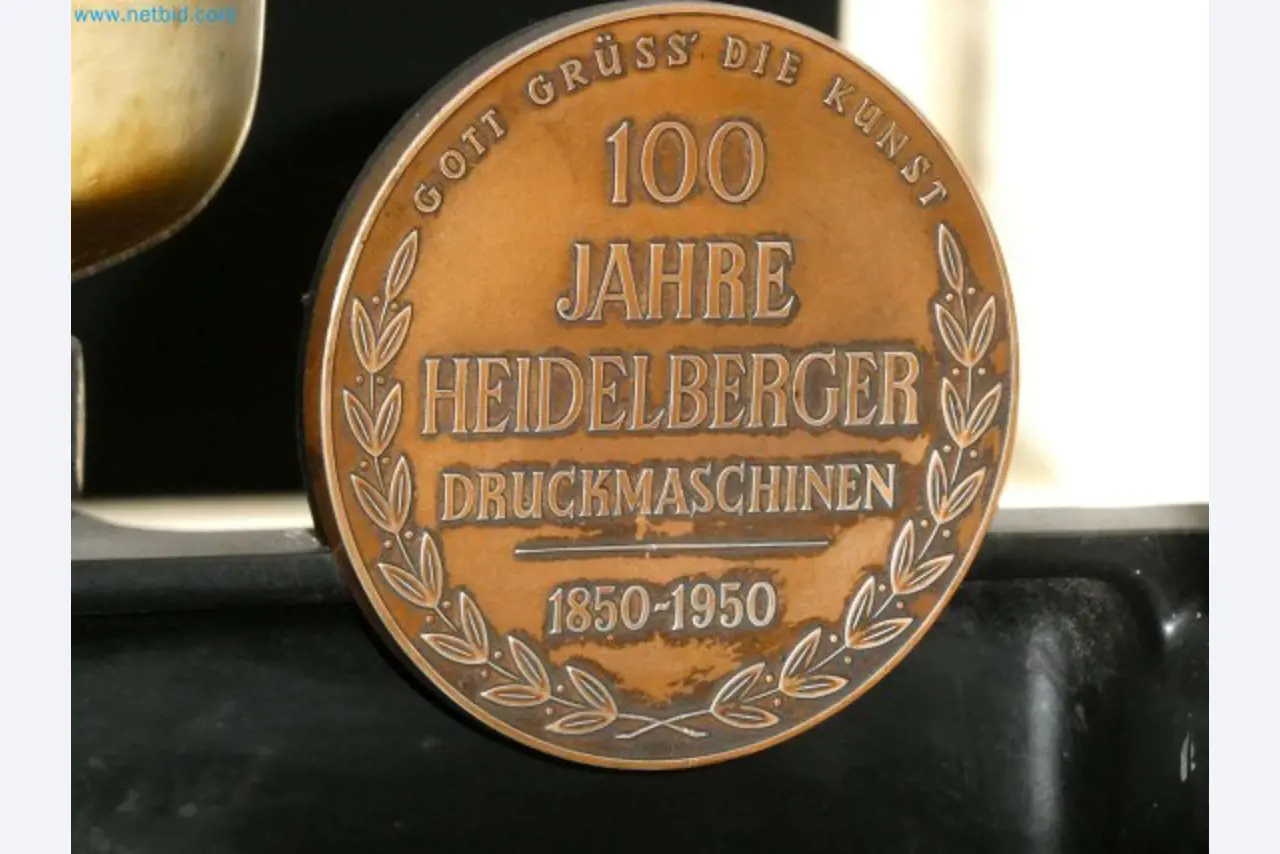 www.netbid.com
GOTT GRÜSS' DIE KUNST
100
JAHRE
HEIDELBERGER
DRUCKMASCHINEN
1850-1950